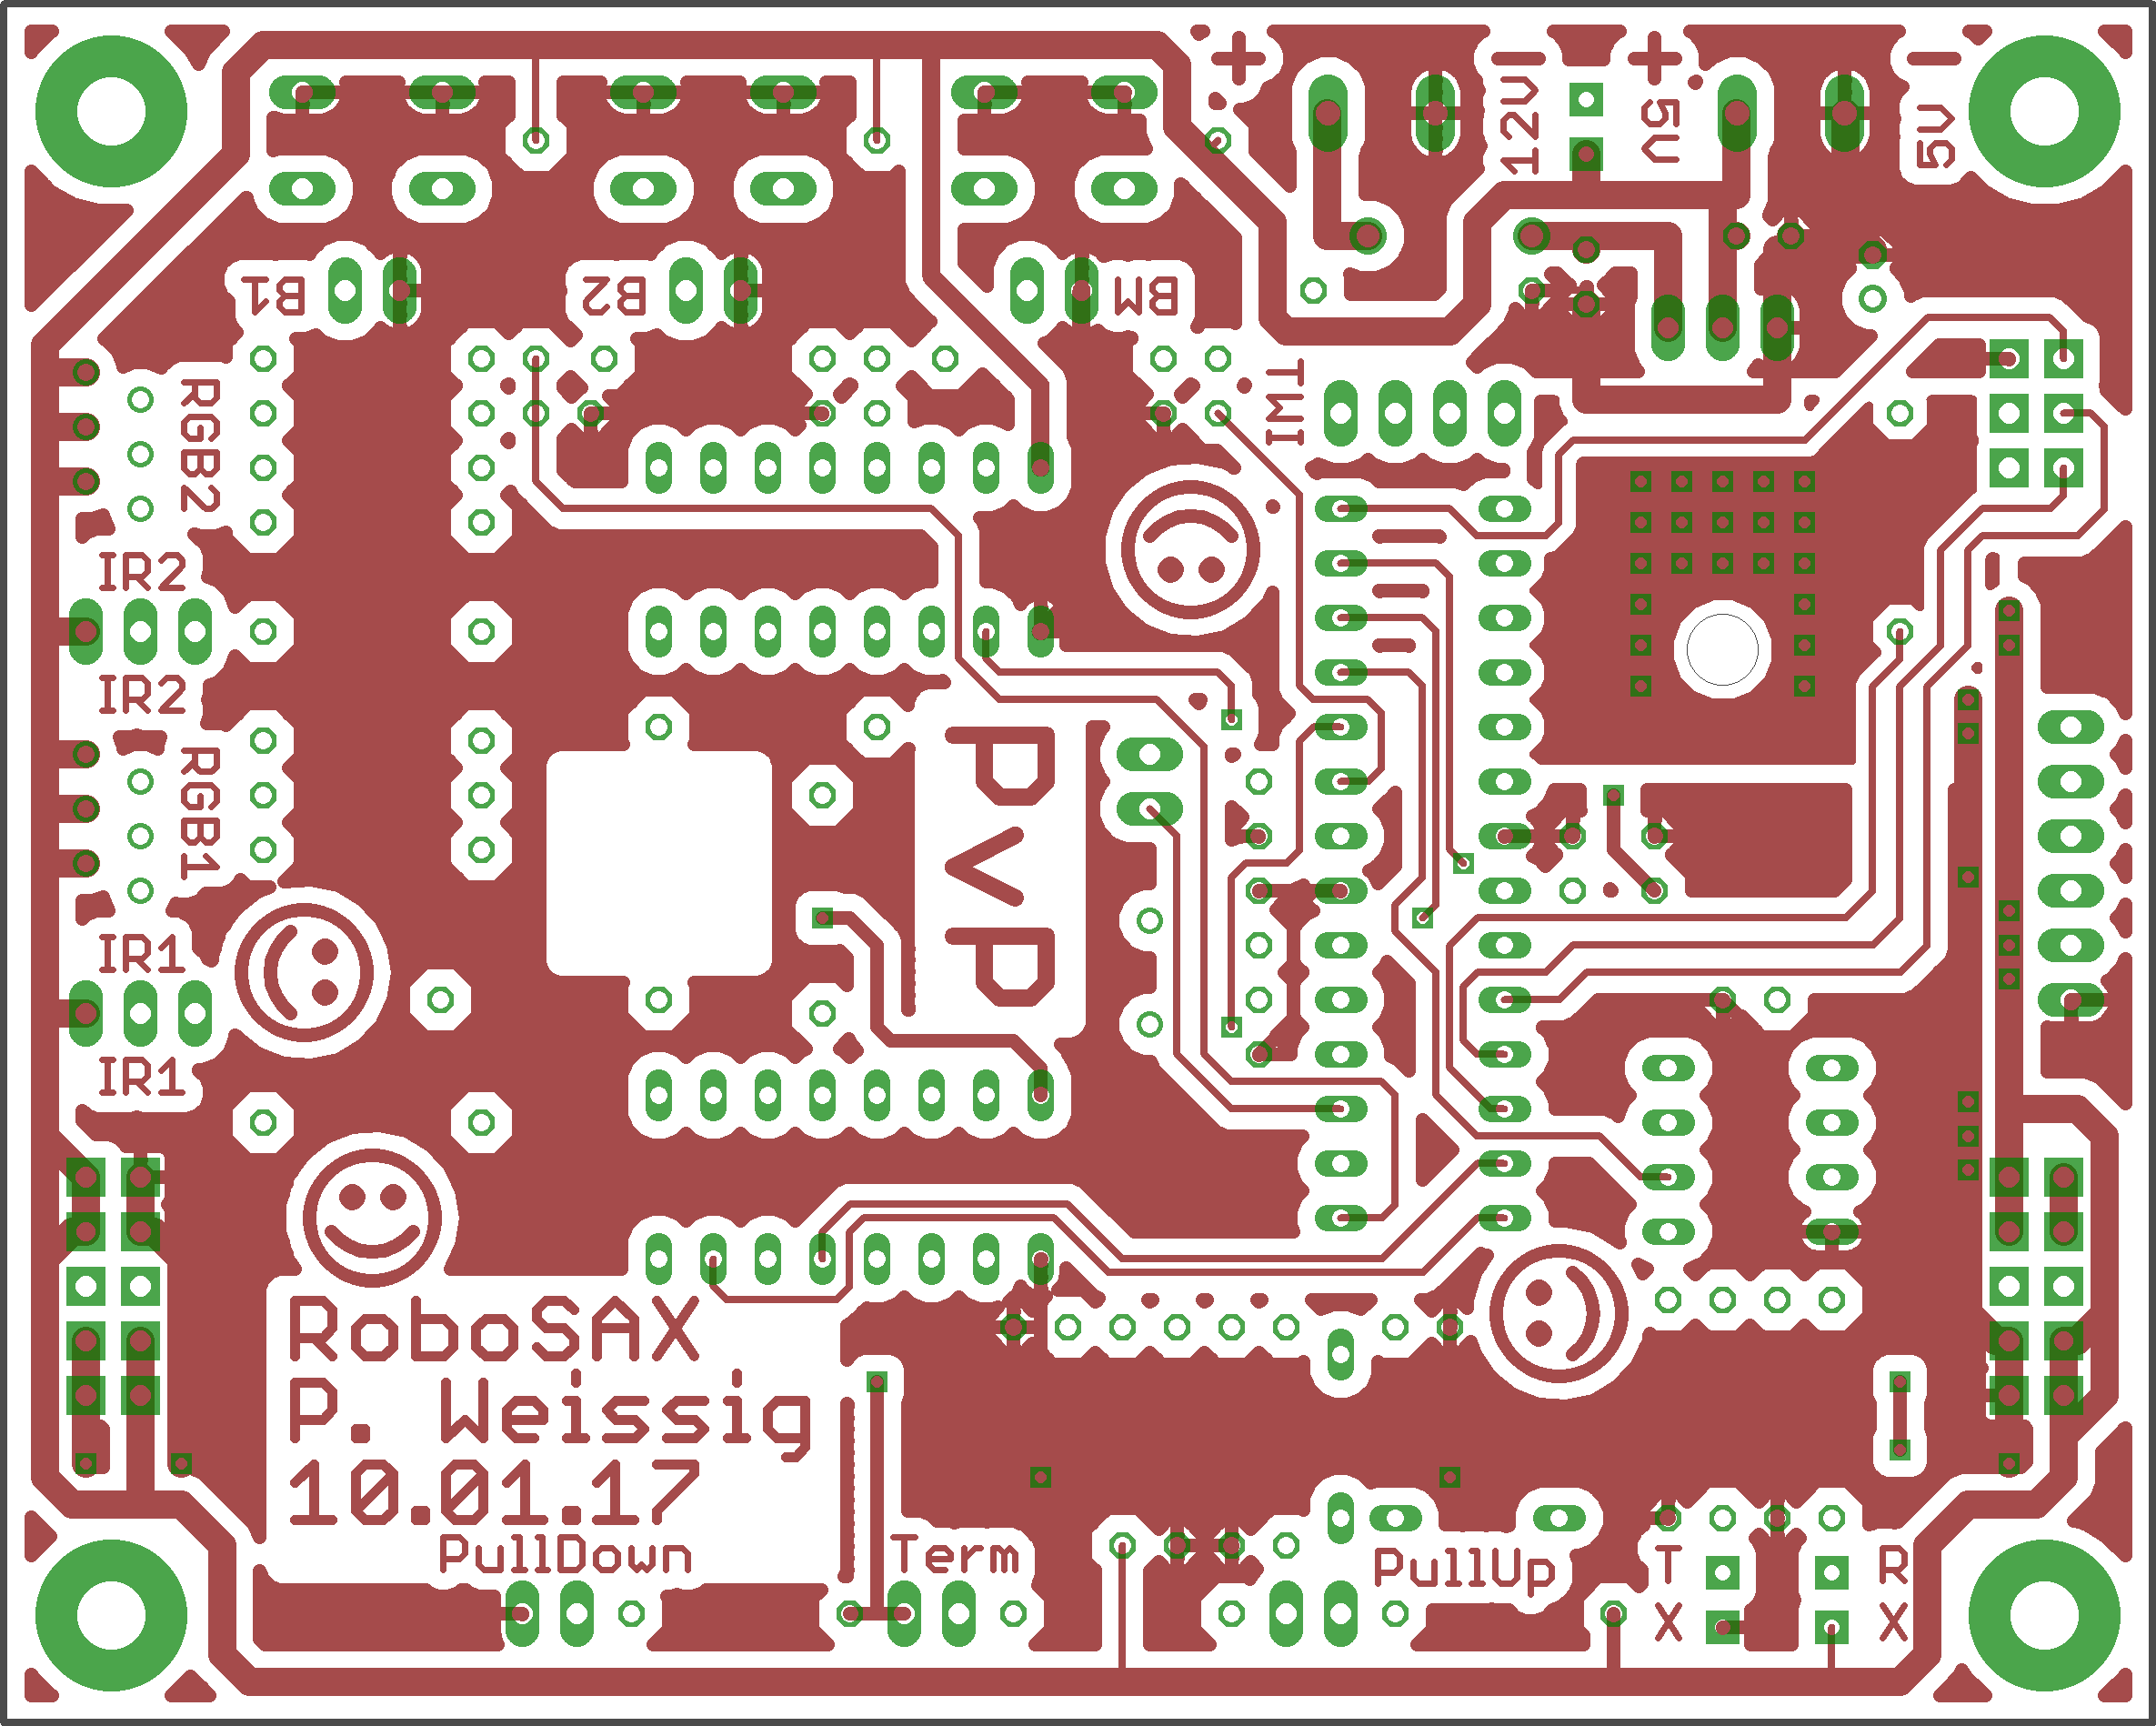 +
-
+
-
12V
5V
5V
B1
B2
BM
TWI
RGB2
IR2
IR2
RGB1
IR1
IR1
PVP
RoboSAX
P. Weissig
10.01.17
PullDown
Term
PullUp
T
X
R
X